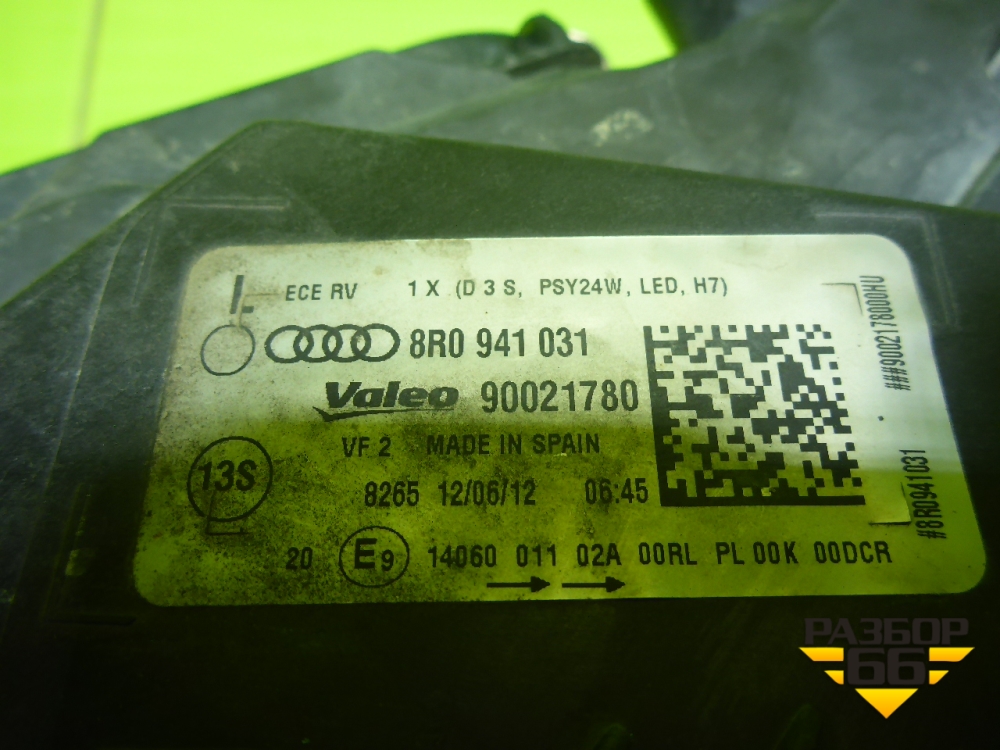 L ECE RV 1 X (D 3 S, PSY24W, LED, H7)
8R0 941 031
Valeo 90021780
VF 2 MADE IN SPAIN
13S
8265 12/06/12 06:45
20 E9 14060 011 02A 00RL PL 00K 00DCR
###90021780000HU
#8R0941031
РАЗБОР
66